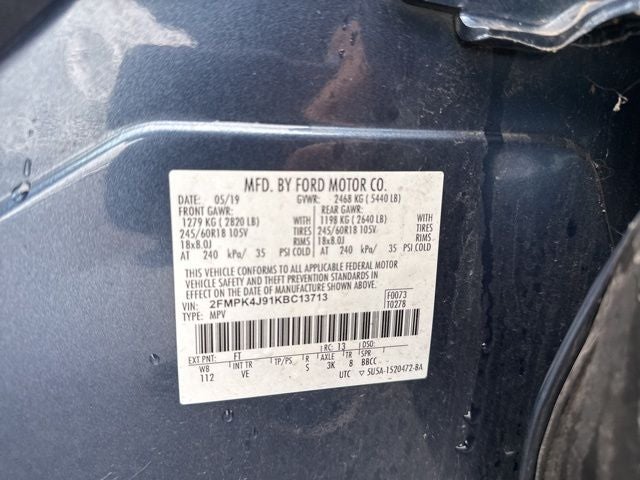 MFD. BY FORD MOTOR CO.
DATE: 05/19 GVWR: 2468 KG ( 5440 LB)
FRONT GAWR: REAR GAWR:
1279 KG ( 2820 LB) WITH 1198 KG ( 2640 LB) WITH
245/60R18 105V TIRES 245/60R18 105V TIRES
18x8.0J RIMS 18x8.0J RIMS
AT 240 kPa/ 35 PSI COLD AT 240 kPa/ 35 PSI COLD
THIS VEHICLE CONFORMS TO ALL APPLICABLE FEDERAL MOTOR
VEHICLE SAFETY AND THEFT PREVENTION STANDARDS IN
EFFECT ON THE DATE OF MANUFACTURE SHOWN ABOVE.
VIN: 2FMPK4J91KBC13713 F0073
TYPE: MPV T0278
RC: 13 DSO:
EXT PNT: FT
WB INT TR TP/PS R AXLE TR SPR
112 VE S 3K 8 BBCC
UTC ▽ 5U5A-1520472-BA